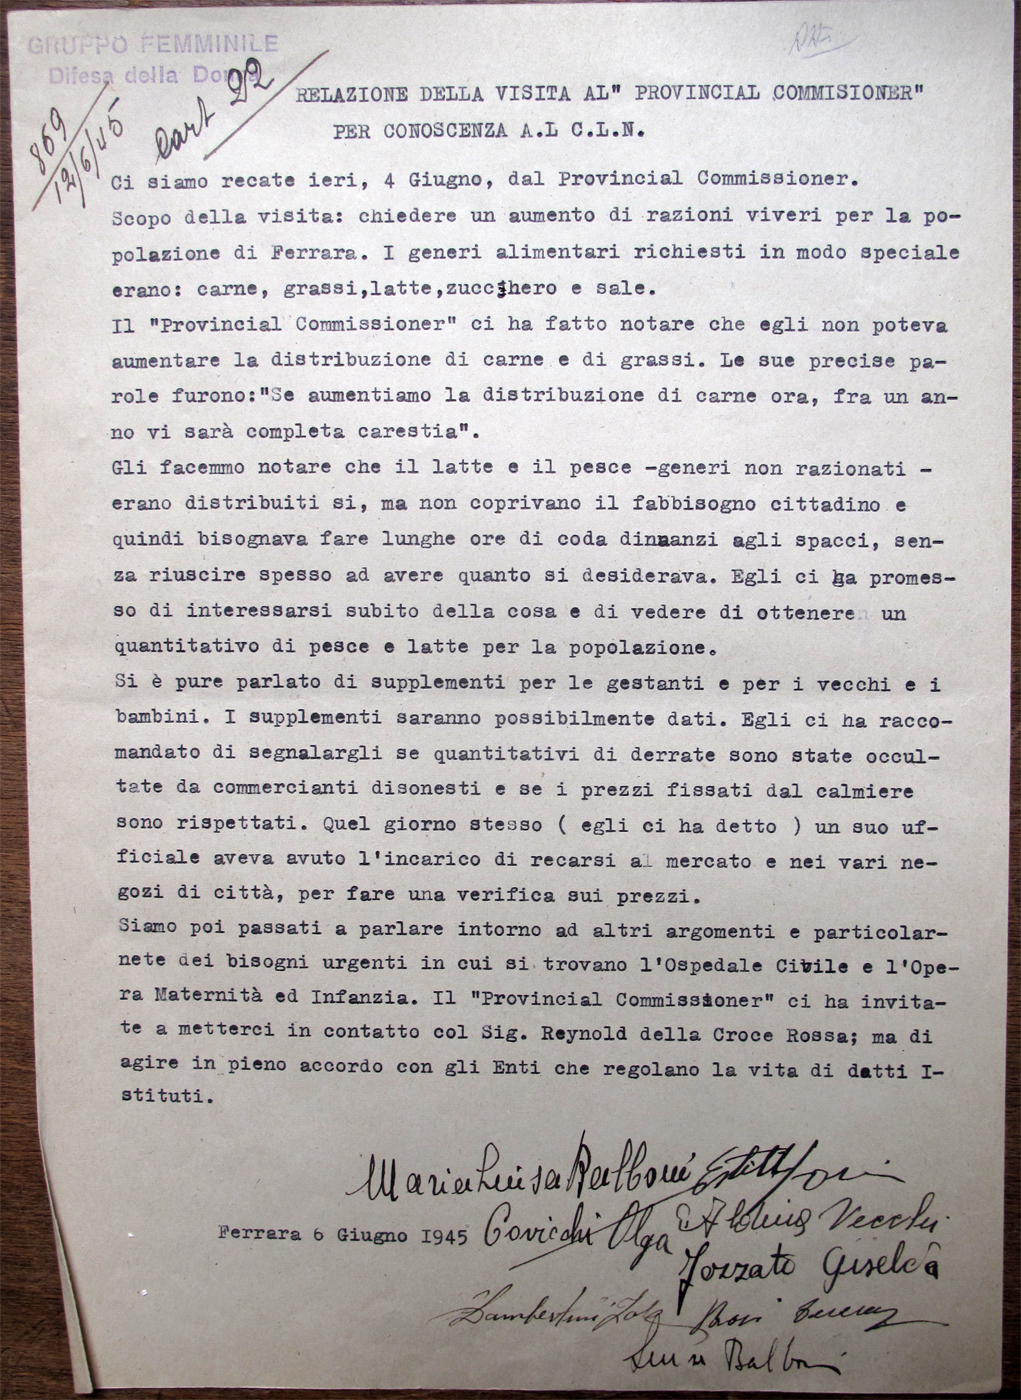 GRUPPO FEMMINILE
Difesa della Donna
cart 22
869
12/6/45
RELAZIONE DELLA VISITA AL" PROVINCIAL COMMISIONER"
PER CONOSCENZA A.L C.L.N.
Ci siamo recate ieri, 4 Giugno, dal Provincial Commissioner.
Scopo della visita: chiedere un aumento di razioni viveri per la po-
polazione di Ferrara. I generi alimentari richiesti in modo speciale
erano: carne, grassi,latte,zucchero e sale.
Il "Provincial Commissioner" ci ha fatto notare che egli non poteva
aumentare la distribuzione di carne e di grassi. Le sue precise pa-
role furono:"Se aumentiamo la distribuzione di carne ora, fra un an-
no vi sarà completa carestia".
Gli facemmo notare che il latte e il pesce -generi non razionati -
erano distribuiti si, ma non coprivano il fabbisogno cittadino e
quindi bisognava fare lunghe ore di coda dinnanzi agli spacci, sen-
za riuscire spesso ad avere quanto si desiderava. Egli ci ha promes-
so di interessarsi subito della cosa e di vedere di ottenere un
quantitativo di pesce e latte per la popolazione.
Si è pure parlato di supplementi per le gestanti e per i vecchi e i
bambini. I supplementi saranno possibilmente dati. Egli ci ha racco-
mandato di segnalargli se quantitativi di derrate sono state occul-
tate da commercianti disonesti e se i prezzi fissati dal calmiere
sono rispettati. Quel giorno stesso ( egli ci ha detto ) un suo uf-
ficiale aveva avuto l'incarico di recarsi al mercato e nei vari ne-
gozi di città, per fare una verifica sui prezzi.
Siamo poi passati a parlare intorno ad altri argomenti e particolar-
nete dei bisogni urgenti in cui si trovano l'Ospedale Civile e l'Ope-
ra Maternità ed Infanzia. Il "Provincial Commissioner" ci ha invita-
te a metterci in contatto col Sig. Reynold della Croce Rossa; ma di
agire in pieno accordo con gli Enti che regolano la vita di datti I-
stituti.
Maria Luisa Balboni
Ferrara 6 Giugno 1945 Covicchi Olga Aldina Vecchi
Tozzato Giselda
Lambertini Rosi
Balboni